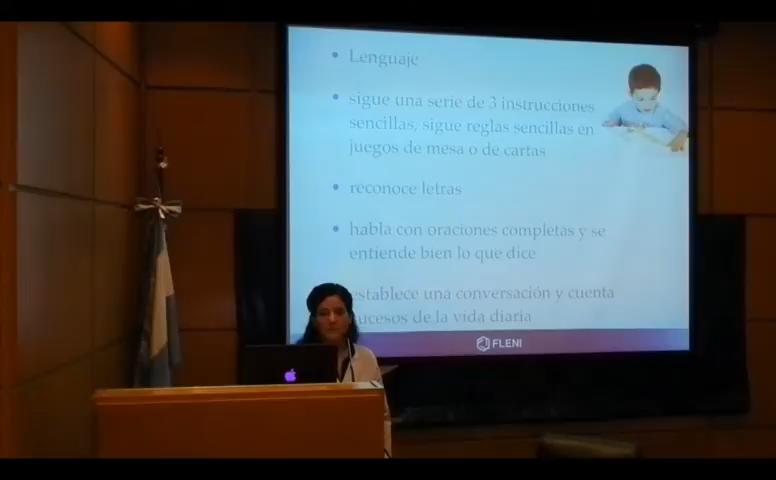 Lenguaje
sigue una serie de 3 instrucciones
sencillas, sigue reglas sencillas en
juegos de mesa o de cartas
reconoce letras
habla con oraciones completas y se
entiende bien lo que dice
establece una conversación y cuenta
sucesos de la vida diaria
FLENI